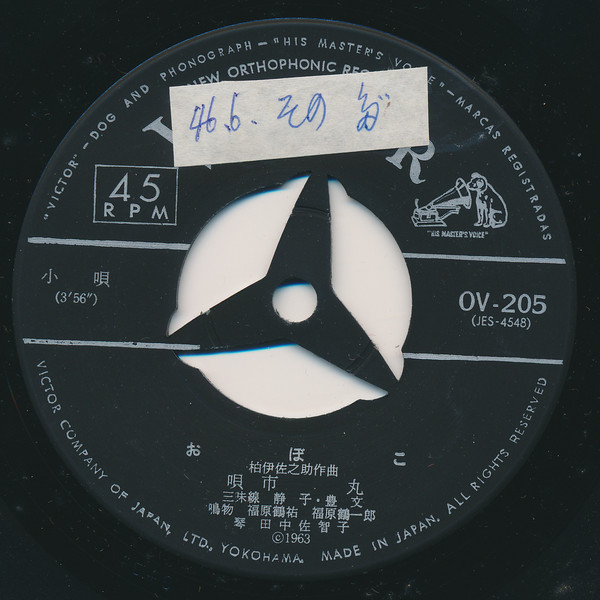 "VICTOR" — DOG AND PHONOGRAPH — "HIS MASTER'S VOICE" — MARCAS REGISTRADAS
NEW ORTHOPHONIC
46.6. その
45
RPM
"HIS MASTER'S VOICE"
小唄
(3′56″)
OV-205
(JES-4548)
おぼこ
柏伊佐之助作曲
唄 市丸
三味線 静子・豊文
鳴物 福原鶴祐 福原鶴一郎
琴 田中佐智子
©1963
VICTOR COMPANY OF JAPAN, LTD., YOKOHAMA. MADE IN JAPAN. ALL RIGHTS RESERVED